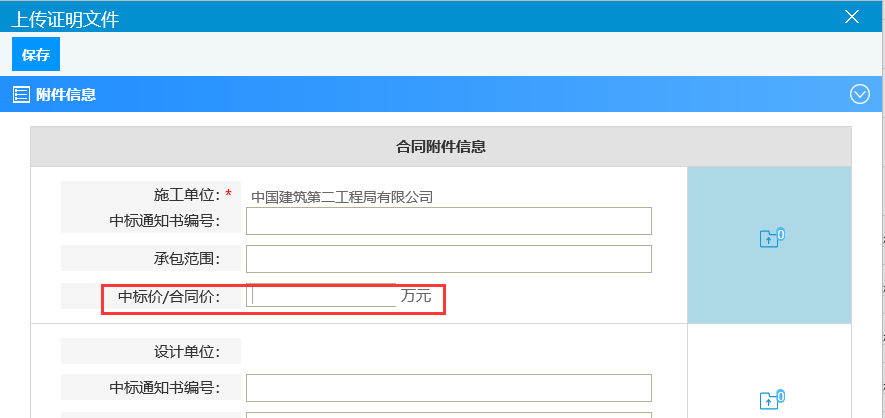 上传证明文件
保存
附件信息
合同附件信息
施工单位：* 中国建筑第二工程局有限公司
中标通知书编号：
0
承包范围：
中标价/合同价： 万元
设计单位：
中标通知书编号：
0